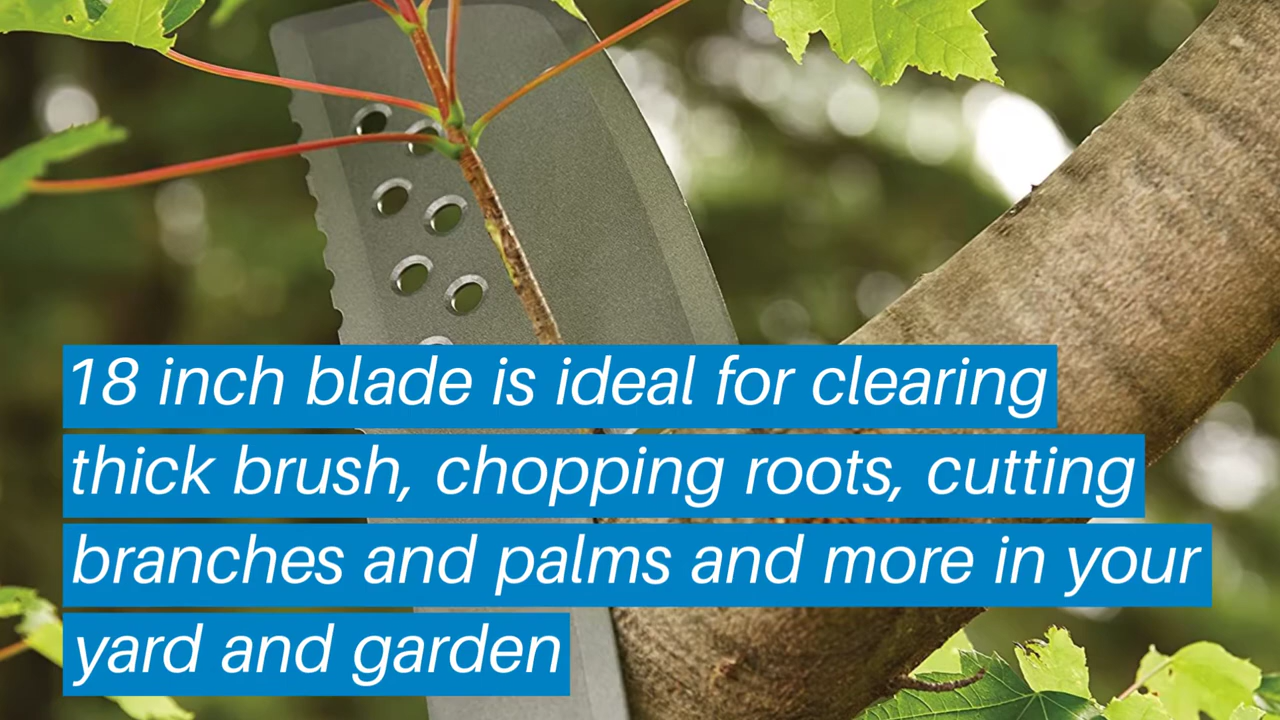 18 inch blade is ideal for clearing
thick brush, chopping roots, cutting
branches and palms and more in your
yard and garden